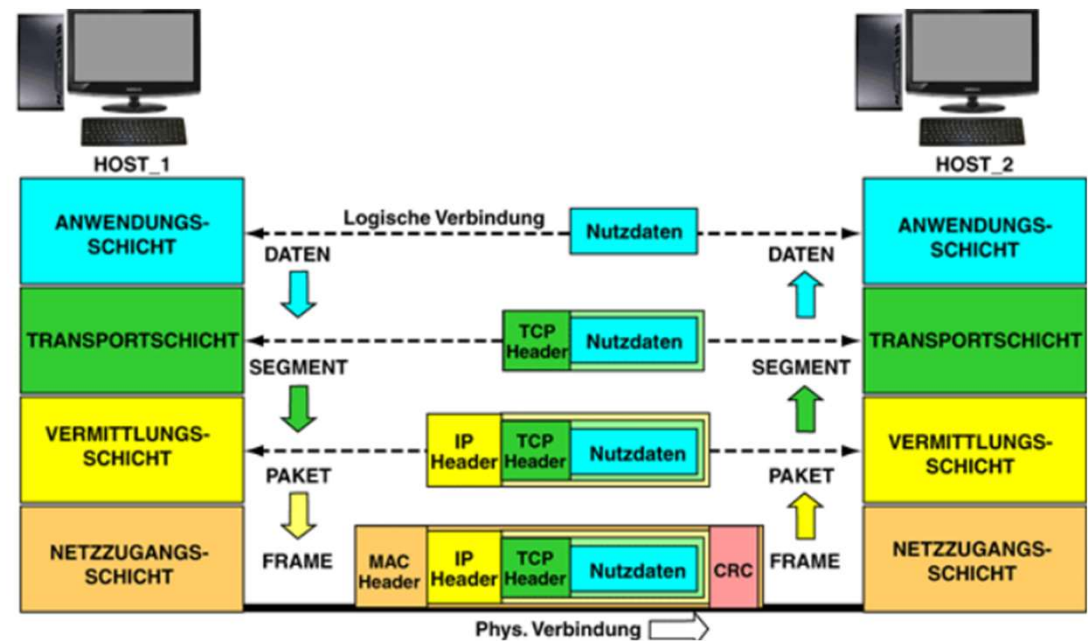 HOST_1
HOST_2
ANWENDUNGS-
SCHICHT
Logische Verbindung
Nutzdaten
ANWENDUNGS-
SCHICHT
DATEN
DATEN
TRANSPORTSCHICHT
TCP
Header
Nutzdaten
TRANSPORTSCHICHT
SEGMENT
SEGMENT
VERMITTLUNGS-
SCHICHT
IP
Header
TCP
Header
Nutzdaten
VERMITTLUNGS-
SCHICHT
PAKET
PAKET
NETZZUGANGS-
SCHICHT
FRAME
MAC
Header
IP
Header
TCP
Header
Nutzdaten
CRC
FRAME
NETZZUGANGS-
SCHICHT
Phys. Verbindung